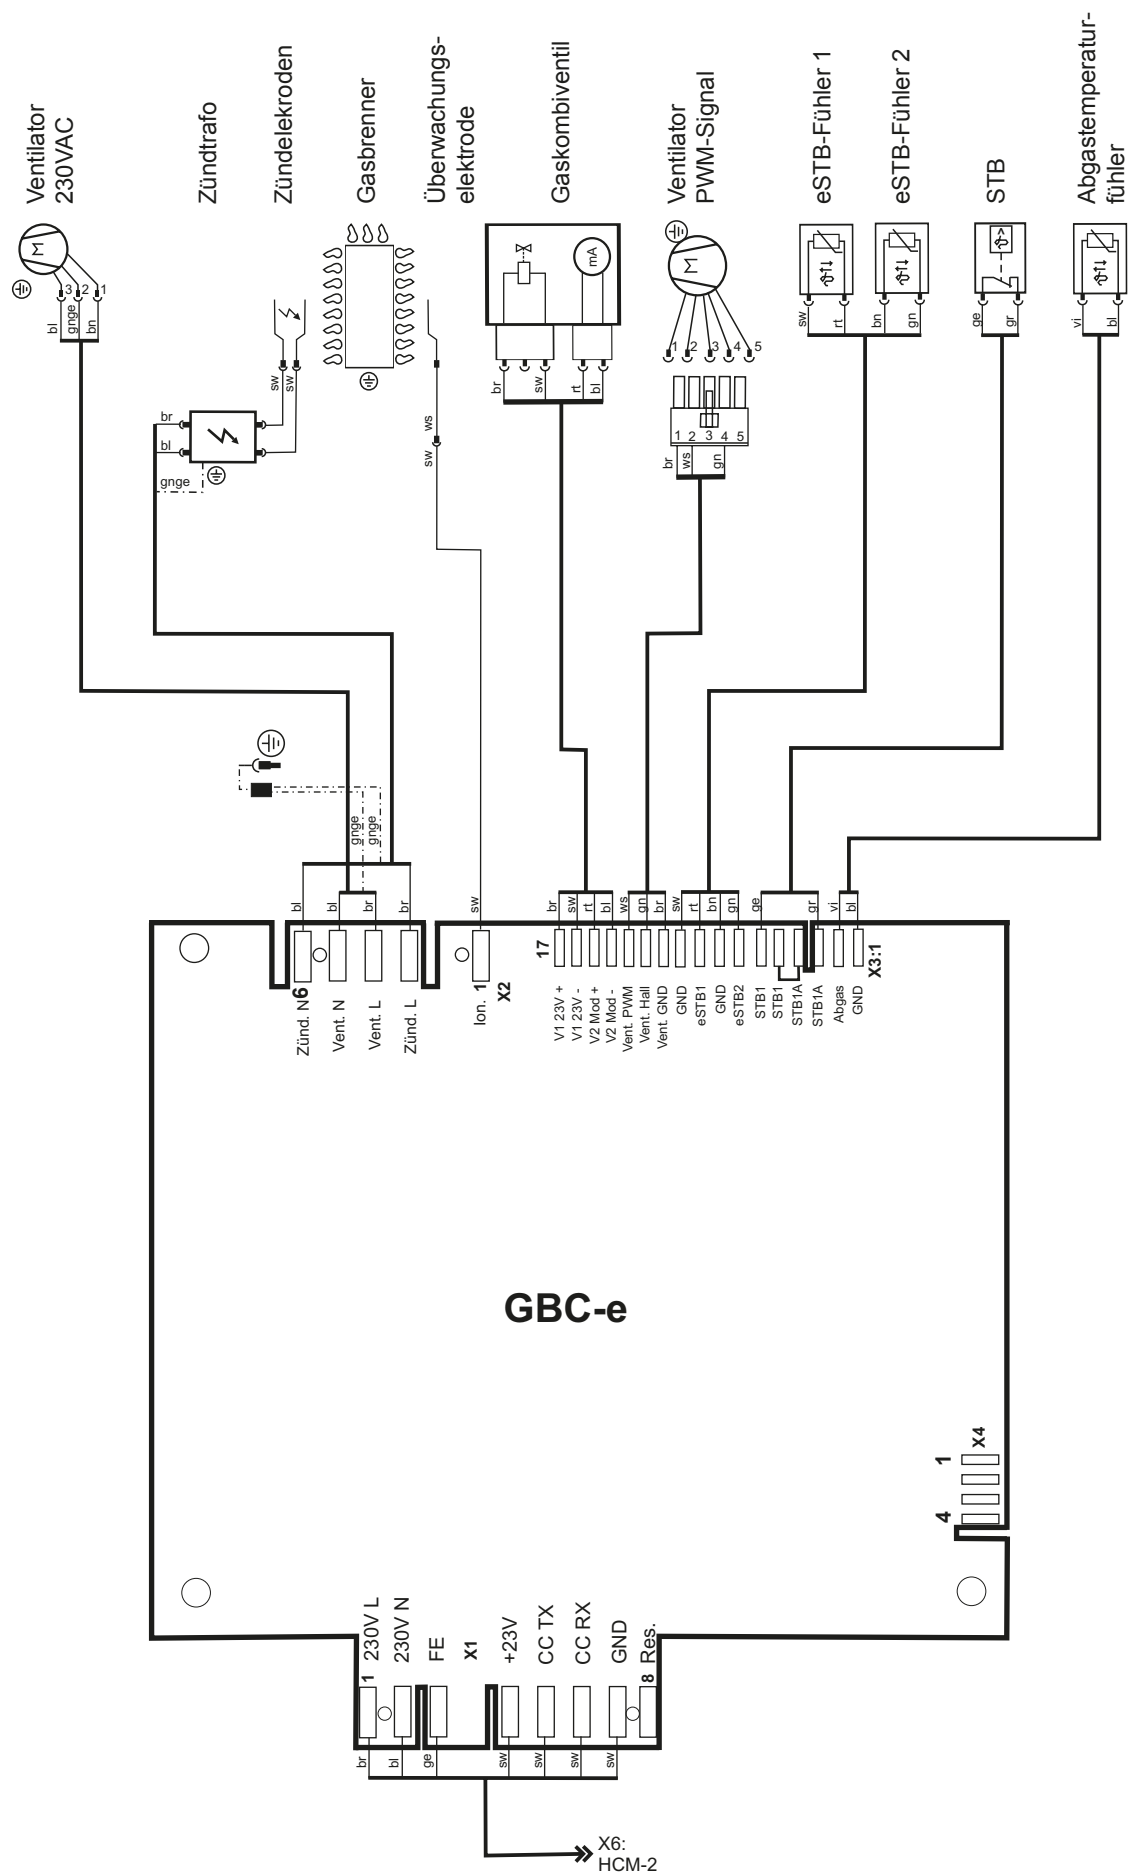 Ventilator
230VAC
Zündtrafo
Zündelekroden
Gasbrenner
Überwachungs-
elektrode
Gaskombiventil
Ventilator
PWM-Signal
eSTB-Fühler 1
eSTB-Fühler 2
STB
Abgastemperatur-
fühler
M
3
2
1
bl
gnge
bn
br
bl
gnge
sw
sw
ws
sw
mA
br
sw
rt
bl
M
1
2
3
4
5
1
2
3
4
5
br
ws
gn
sw
rt
bn
gn
ge
gr
vi
bl
gnge
gnge
bl
bl
br
br
sw
br
sw
rt
bl
ws
gn
br
sw
rt
bn
gn
ge
gr
vi
bl
Zünd. N
6
Vent. N
Vent. L
Zünd. L
Ion.
1
X2
17
V1 23V +
V1 23V -
V2 Mod +
V2 Mod -
Vent. PWM
Vent. Hall
Vent. GND
GND
eSTB1
GND
eSTB2
STB1
STB1
STB1A
STB1A
Abgas
GND
X3:1
GBC-e
1
4
X4
1
230V L
230V N
FE
X1
+23V
CC TX
CC RX
GND
8
Res.
br
bl
ge
sw
sw
sw
sw
X6:
HCM-2